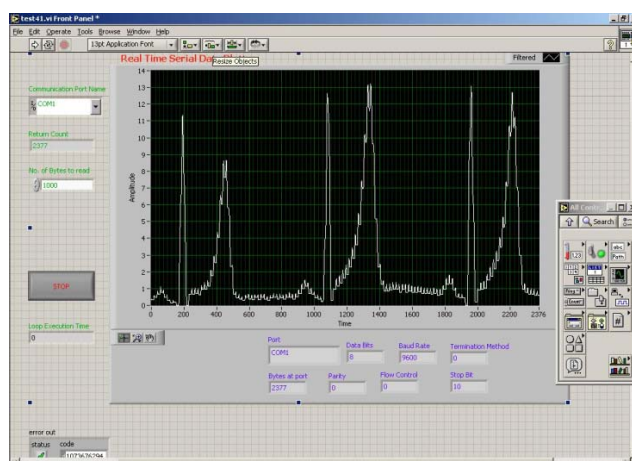 test41.vi Front Panel *
File Edit Operate Tools Browse Window Help
13pt Application Font
Real Time Serial Da
Resize Objects
Filtered
Communication Port Name
COM1
Return Count
2377
No. of Bytes to read
1000
STOP
Loop Execution Time
0
Amplitude
14
13
12
11
10
9
8
7
6
5
4
3
2
1
0
0 200 400 600 800 1000 1200 1400 1600 1800 2000 2200 2376
Time
Port
COM1
Data Bits
8
Baud Rate
9600
Termination Method
0
Bytes at port
2377
Parity
0
Flow Control
0
Stop Bit
10
All Contr
Search
abc
Path
1.23
error out
status code
1073676294